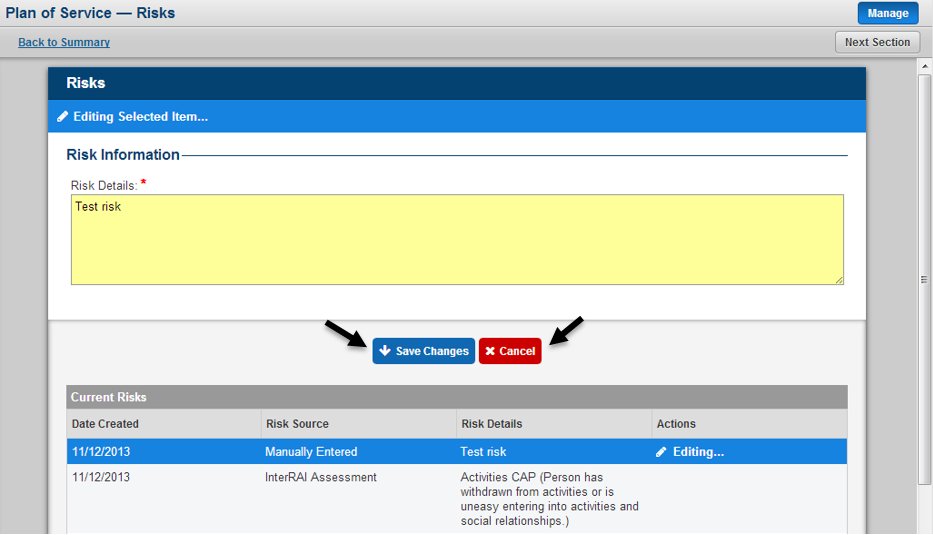 Plan of Service — Risks
Manage
Back to Summary
Next Section
Risks
Editing Selected Item...
Risk Information
Risk Details: *
Test risk
Save Changes
Cancel
Current Risks
Date Created Risk Source Risk Details Actions
11/12/2013 Manually Entered Test risk Editing...
11/12/2013 InterRAI Assessment Activities CAP (Person has
withdrawn from activities or is
uneasy entering into activities and
social relationships.)